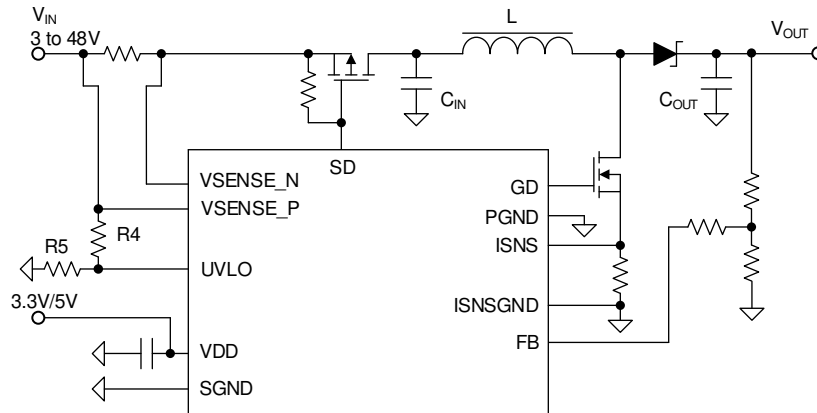 VIN
3 to 48V
L
VOUT
CIN
COUT
SD
VSENSE_N
VSENSE_P
GD
PGND
ISNS
R4
R5
UVLO
ISNSGND
3.3V/5V
FB
VDD
SGND